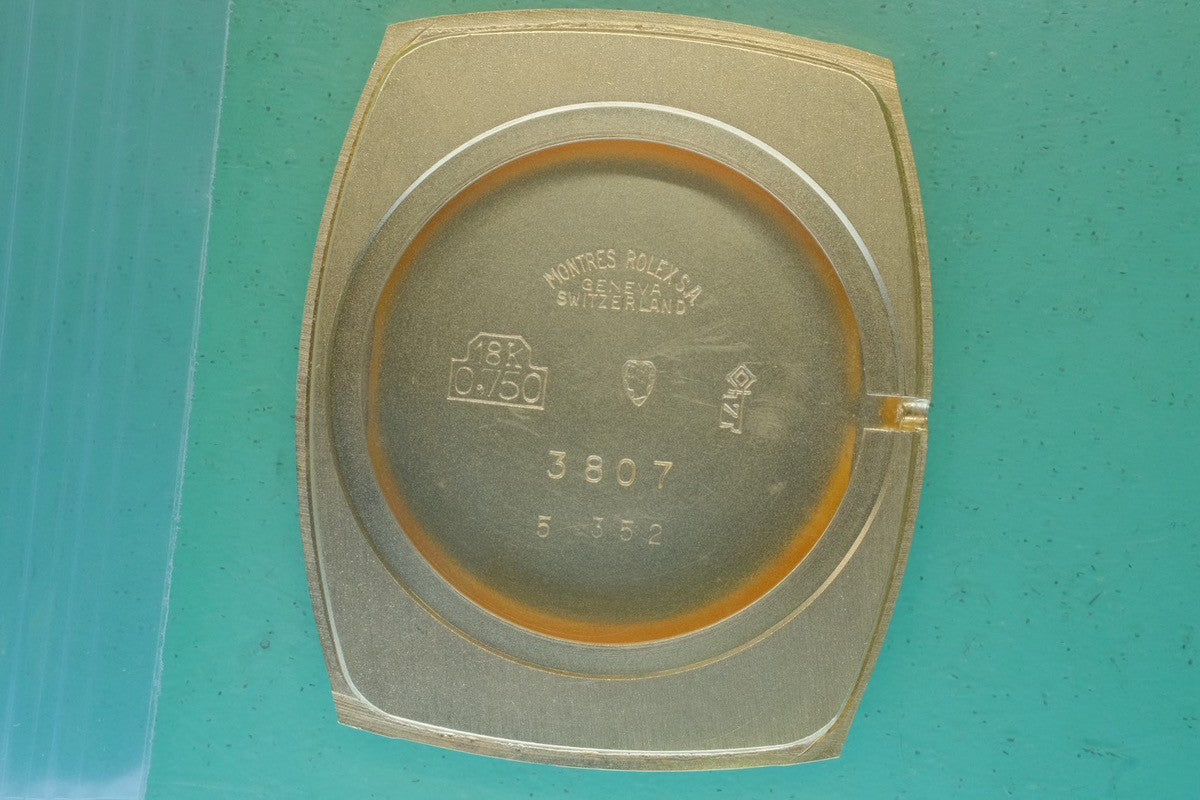 MONTRES ROLEX S.A.
GENEVA
SWITZERLAND
18K
0.750
3807
5 352